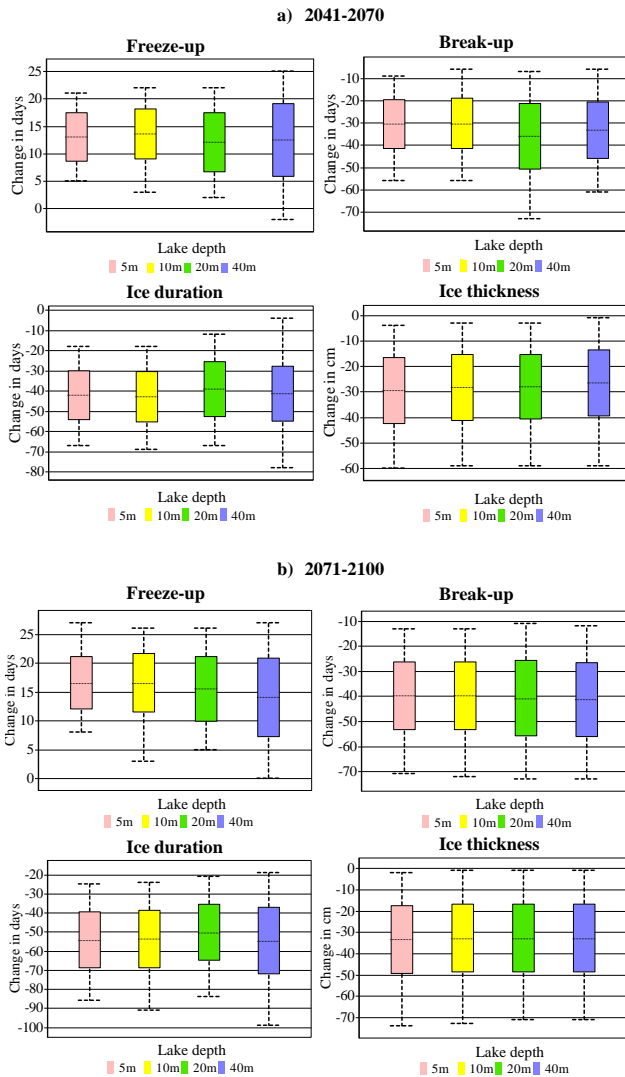 a) 2041-2070
Freeze-up
Change in days
25
20
15
10
5
0
Lake depth
5m 10m 20m 40m
Break-up
Change in days
-10
-20
-30
-40
-50
-60
-70
Lake depth
5m 10m 20m 40m
Ice duration
Change in days
0
-10
-20
-30
-40
-50
-60
-70
-80
Lake depth
5m 10m 20m 40m
Ice thickness
Change in cm
0
-10
-20
-30
-40
-50
-60
Lake depth
5m 10m 20m 40m
b) 2071-2100
Freeze-up
Change in days
25
20
15
10
5
0
Lake depth
5m 10m 20m 40m
Break-up
Change in days
-10
-20
-30
-40
-50
-60
-70
Lake depth
5m 10m 20m 40m
Ice duration
Change in days
-20
-30
-40
-50
-60
-70
-80
-90
-100
Lake depth
5m 10m 20m 40m
Ice thickness
Change in cm
0
-10
-20
-30
-40
-50
-60
-70
Lake depth
5m 10m 20m 40m